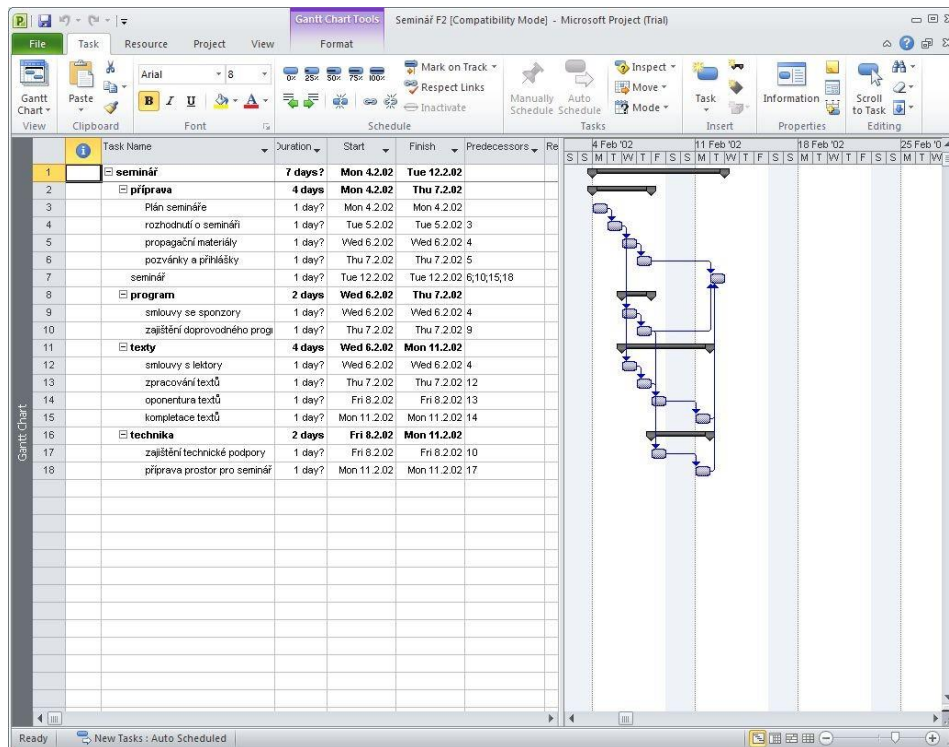 Gantt Chart Tools Seminář F2 [Compatibility Mode] - Microsoft Project (Trial)
File Task Resource Project View Format
Gantt Chart
Paste
Arial 8
B I U A
0% 25% 50% 75% 100%
Mark on Track
Respect Links
Inactivate
Manually Schedule
Auto Schedule
Inspect
Move
Mode
Task
Information
Scroll to Task
View Clipboard Font Schedule Tasks Insert Properties Editing
Task Name Duration Start Finish Predecessors Re
4 Feb '02 11 Feb '02 18 Feb '02 25 Feb '0
S S M T W T F S S M T W T F S S M T W T F S S M T W
1 seminář 7 days? Mon 4.2.02 Tue 12.2.02
2 příprava 4 days Mon 4.2.02 Thu 7.2.02
3 Plán semináře 1 day? Mon 4.2.02 Mon 4.2.02
4 rozhodnutí o semináři 1 day? Tue 5.2.02 Tue 5.2.02 3
5 propagační materiály 1 day? Wed 6.2.02 Wed 6.2.02 4
6 pozvánky a přihlášky 1 day? Thu 7.2.02 Thu 7.2.02 5
7 seminář 1 day? Tue 12.2.02 Tue 12.2.02 6;10;15;18
8 program 2 days Wed 6.2.02 Thu 7.2.02
9 smlouvy se sponzory 1 day? Wed 6.2.02 Wed 6.2.02 4
10 zajištění doprovodného progr 1 day? Thu 7.2.02 Thu 7.2.02 9
11 texty 4 days Wed 6.2.02 Mon 11.2.02
12 smlouvy s lektory 1 day? Wed 6.2.02 Wed 6.2.02 4
13 zpracování textů 1 day? Thu 7.2.02 Thu 7.2.02 12
14 oponentura textů 1 day? Fri 8.2.02 Fri 8.2.02 13
15 kompletace textů 1 day? Mon 11.2.02 Mon 11.2.02 14
16 technika 2 days Fri 8.2.02 Mon 11.2.02
17 zajištění technické podpory 1 day? Fri 8.2.02 Fri 8.2.02 10
18 příprava prostor pro seminář 1 day? Mon 11.2.02 Mon 11.2.02 17
Gantt Chart
Ready New Tasks : Auto Scheduled